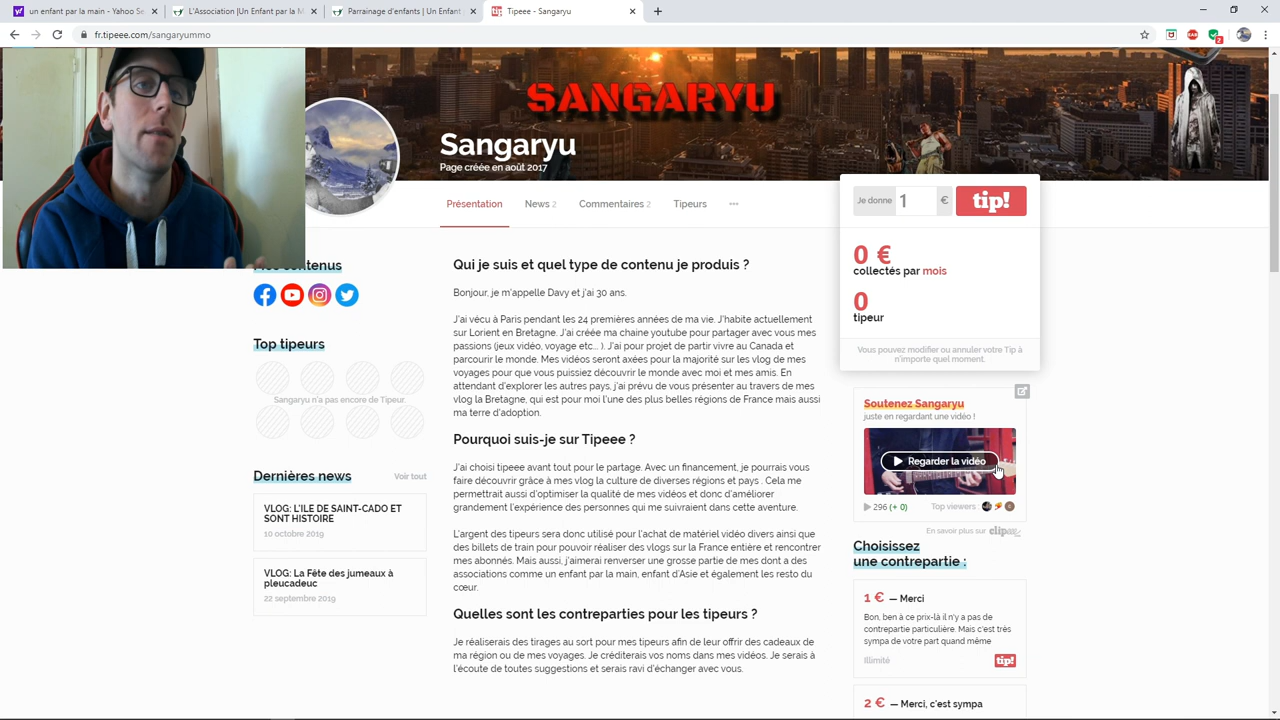 un enfant par la main - Yahoo Se
L'Association |Un Enfant par la M
Parrainage d'enfants | Un Enfant
Tipeee - Sangaryu
fr.tipeee.com/sangaryummo
SANGARYU
Sangaryu
Page créée en août 2017
Présentation
News 2
Commentaires 2
Tipeurs
Je donne 1 € tip!
0 €
collectés par mois
0
tipeur
Vous pouvez modifier ou annuler votre Tip à
n'importe quel moment.
Mes contenus
Top tipeurs
Sangaryu n'a pas encore de Tipeur.
Dernières news
Voir tout
VLOG: L'ILE DE SAINT-CADO ET
SONT HISTOIRE
10 octobre 2019
VLOG: La Fête des jumeaux à
pleucadeuc
22 septembre 2019
Qui je suis et quel type de contenu je produis ?
Bonjour, je m'appelle Davy et j'ai 30 ans.
J'ai vécu à Paris pendant les 24 premières années de ma vie. J'habite actuellement
sur Lorient en Bretagne. J'ai créée ma chaine youtube pour partager avec vous mes
passions (jeux vidéo, voyage etc... ). J'ai pour projet de partir vivre au Canada et
parcourir le monde. Mes vidéos seront axées pour la majorité sur les vlog de mes
voyages pour que vous puissiez découvrir le monde avec moi et mes amis. En
attendant d'explorer les autres pays, j'ai prévu de vous présenter au travers de mes
vlog la Bretagne, qui est pour moi l'une des plus belles régions de France mais aussi
ma terre d'adoption.
Pourquoi suis-je sur Tipeee ?
J'ai choisi tipeee avant tout pour le partage. Avec un financement, je pourrais vous
faire découvrir grâce à mes vlog la culture de diverses régions et pays . Cela me
permettrait aussi d'optimiser la qualité de mes vidéos et donc d'améliorer
grandement l'expérience des personnes qui me suivraient dans cette aventure.
L'argent des tipeurs sera donc utilisé pour l'achat de matériel vidéo divers ainsi que
des billets de train pour pouvoir réaliser des vlogs sur la France entière et rencontrer
mes abonnés. Mais aussi, j'aimerai renverser une grosse partie de mes dont a des
associations comme un enfant par la main, enfant d'Asie et également les resto du
cœur.
Quelles sont les contreparties pour les tipeurs ?
Je réaliserais des tirages au sort pour mes tipeurs afin de leur offrir des cadeaux de
ma région ou de mes voyages. Je créditerais vos noms dans mes vidéos. Je serais à
l'écoute de toutes suggestions et serais ravi d'échanger avec vous.
Soutenez Sangaryu
juste en regardant une vidéo !
Regarder la vidéo
296 (+ 0)
Top viewers :
En savoir plus sur
Choisissez
une contrepartie :
1 € — Merci
Bon, ben à ce prix-là il n'y a pas de
contrepartie particulière. Mais c'est très
sympa de votre part quand même
Illimité
tip!
2 € — Merci, c'est sympa